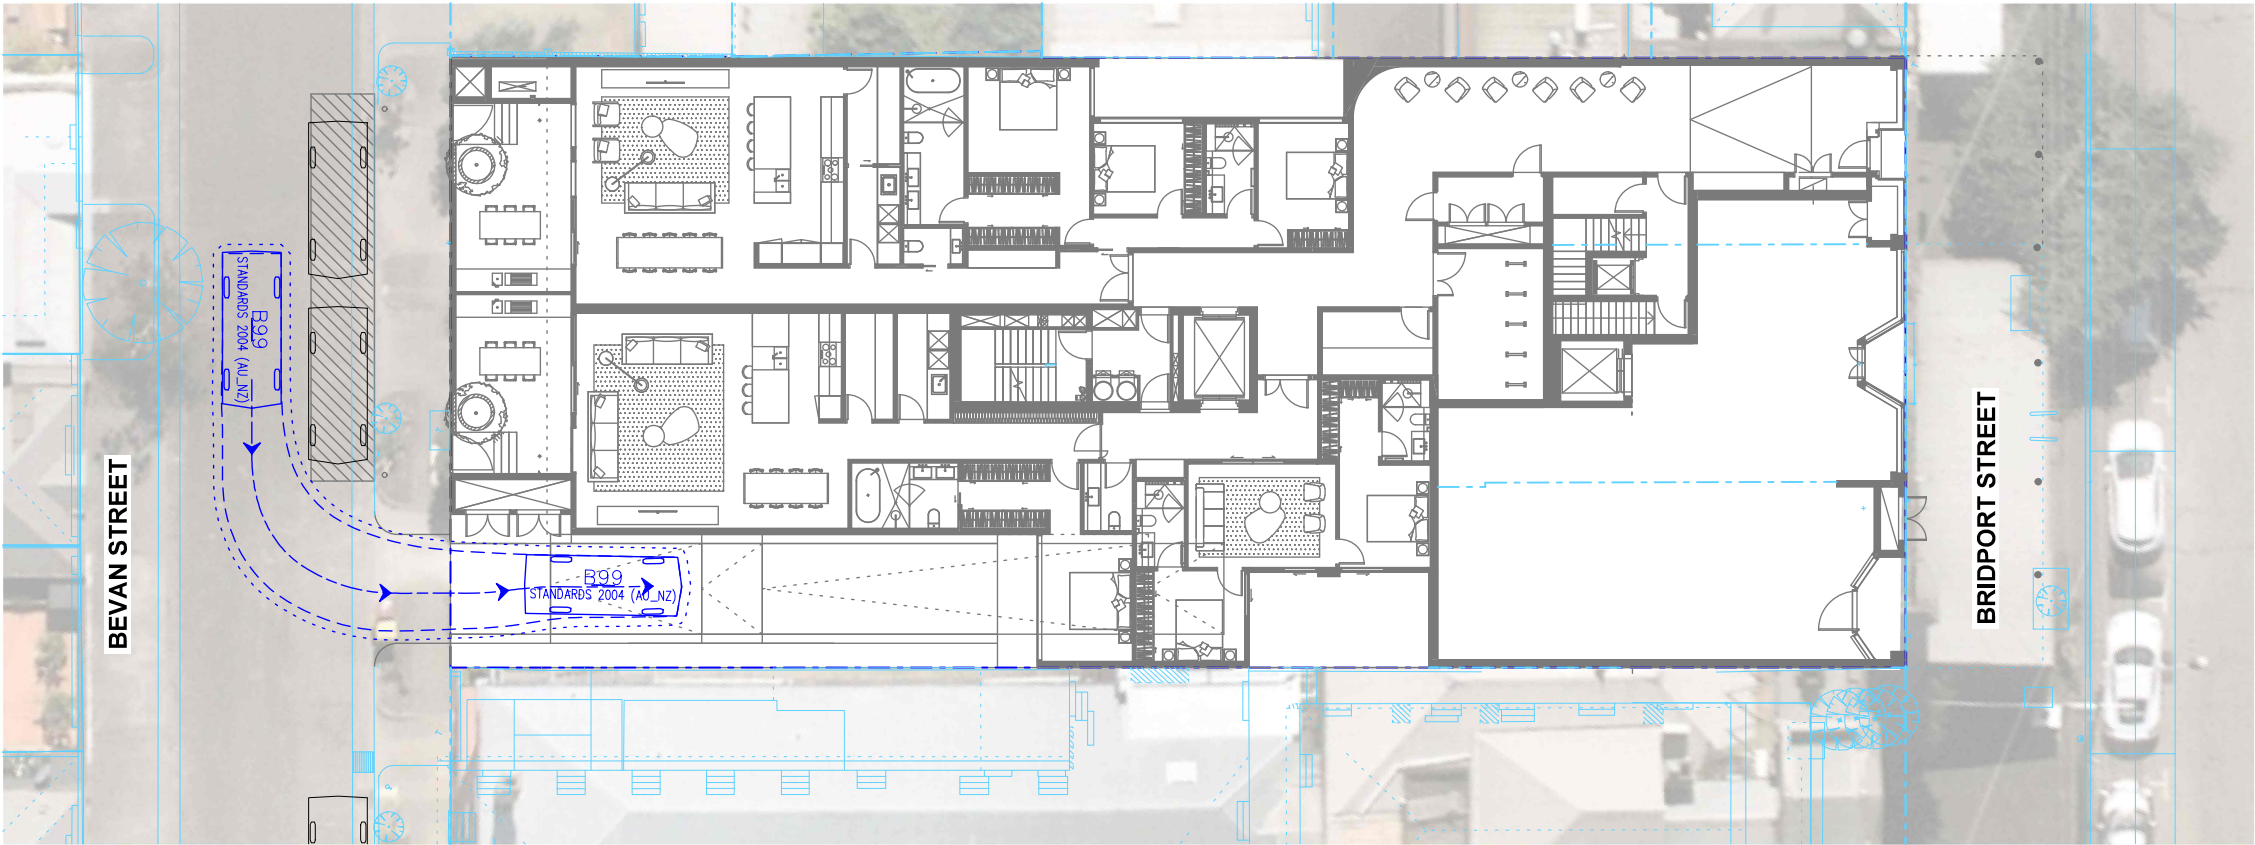 BEVAN STREET
B99
STANDARDS 2004 (AU_NZ)
B99
STANDARDS 2004 (AU_NZ)
BRIDPORT STREET